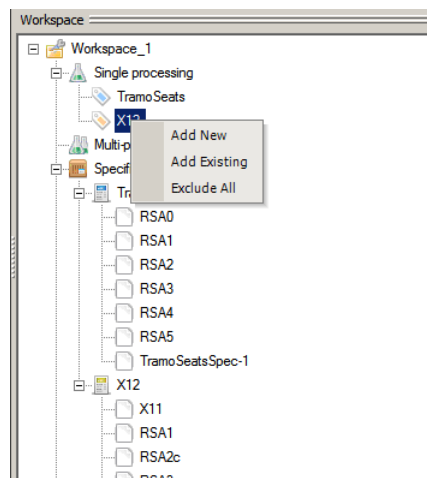 Workspace
Workspace_1
Single processing
TramoSeats
X12
Add New
Multi-p
Add Existing
Specif
Exclude All
Tra
RSA0
RSA1
RSA2
RSA3
RSA4
RSA5
TramoSeatsSpec-1
X12
X11
RSA1
RSA2c